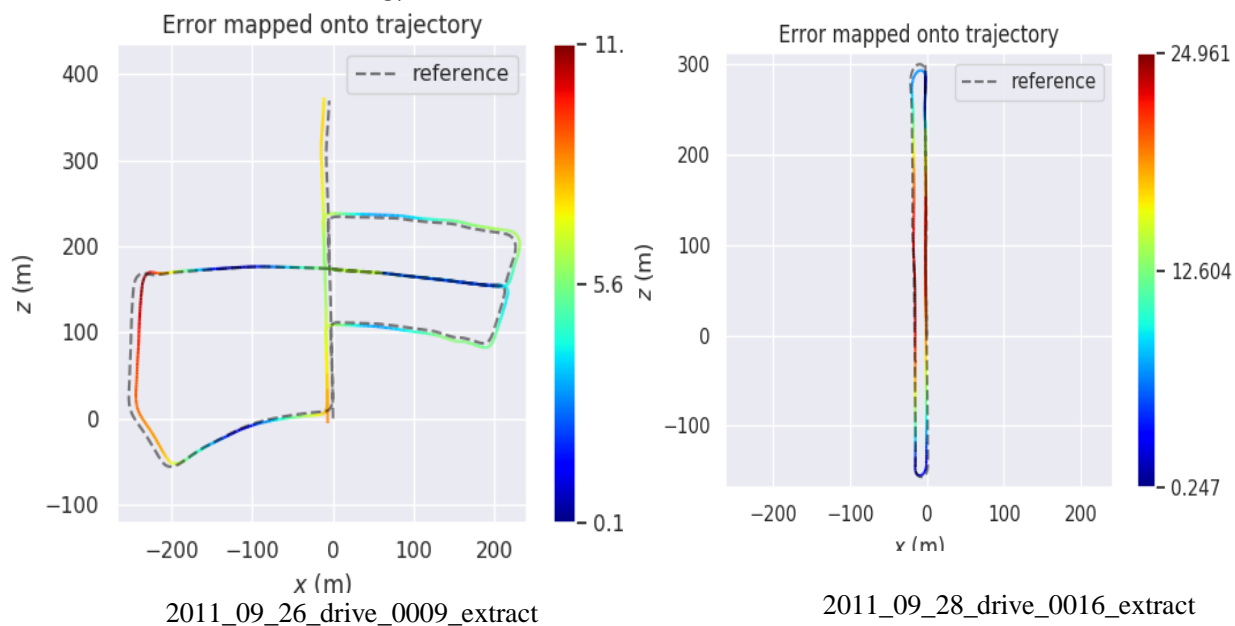 Error mapped onto trajectory
reference
400
300
200
100
0
−100
−200
−100
0
100
200
z (m)
x (m)
11.
5.6
0.1
2011_09_26_drive_0009_extract
Error mapped onto trajectory
reference
300
200
100
0
−100
−200
−100
0
100
200
z (m)
x (m)
24.961
12.604
0.247
2011_09_28_drive_0016_extract